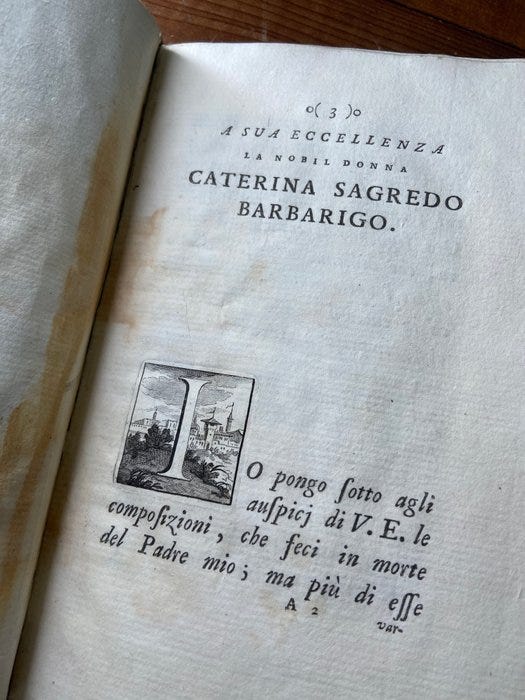 o( 3 )o
A SUA ECCELLENZA
LA NOBIL DONNA
CATERINA SAGREDO
BARBARIGO.
IO pongo ſotto agli
auſpicj di V. E. le
compoſizioni, che feci in morte
del Padre mio; ma più di eſſe
A 2
var-